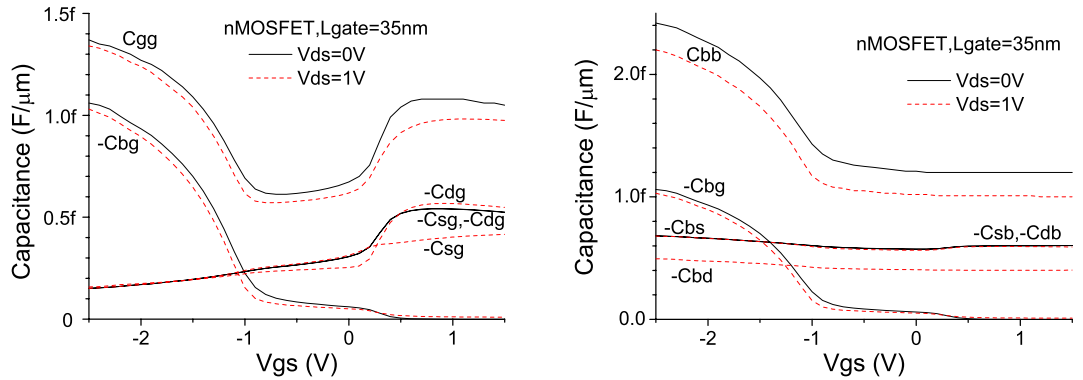 1.5f
1.0f
0.5f
0
Capacitance (F/μm)
nMOSFET,Lgate=35nm
Vds=0V
Vds=1V
Cgg
-Cbg
-Cdg
-Csg,-Cdg
-Csg
-2
-1
0
1
Vgs (V)
2.0f
1.0f
0.0
Capacitance (F/μm)
nMOSFET,Lgate=35nm
Vds=0V
Vds=1V
Cbb
-Cbg
-Cbs
-Csb,-Cdb
-Cbd
-2
-1
0
1
Vgs (V)